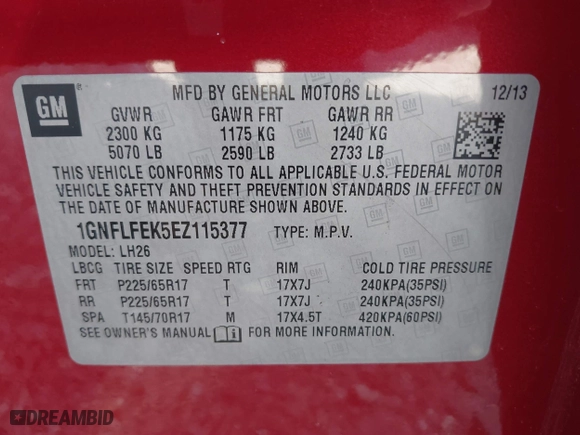 GM
®
MFD BY GENERAL MOTORS LLC 12/13
GVWR GAWR FRT GAWR RR
2300 KG 1175 KG 1240 KG
5070 LB 2590 LB 2733 LB
THIS VEHICLE CONFORMS TO ALL APPLICABLE U.S. FEDERAL MOTOR
VEHICLE SAFETY AND THEFT PREVENTION STANDARDS IN EFFECT ON
THE DATE OF MANUFACTURE SHOWN ABOVE.
1GNFLFEK5EZ115377 TYPE: M.P.V.
MODEL: LH26
LBCG TIRE SIZE SPEED RTG RIM COLD TIRE PRESSURE
FRT P225/65R17 T 17X7J 240KPA(35PSI)
RR P225/65R17 T 17X7J 240KPA(35PSI)
SPA T145/70R17 M 17X4.5T 420KPA(60PSI)
SEE OWNER'S MANUAL FOR MORE INFORMATION.
DREAMBID